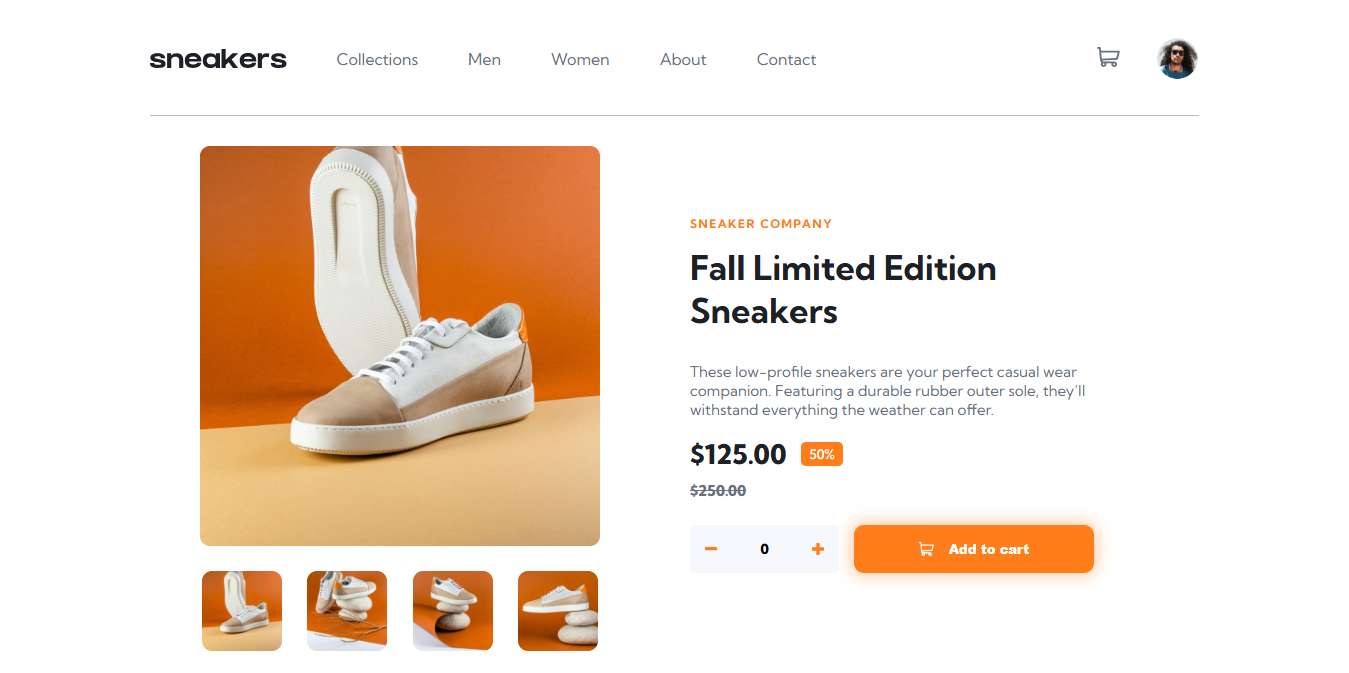 sneakers
Collections
Men
Women
About
Contact
SNEAKER COMPANY
Fall Limited Edition
Sneakers
These low-profile sneakers are your perfect casual wear
companion. Featuring a durable rubber outer sole, they’ll
withstand everything the weather can offer.
$125.00
50%
$250.00
0
Add to cart